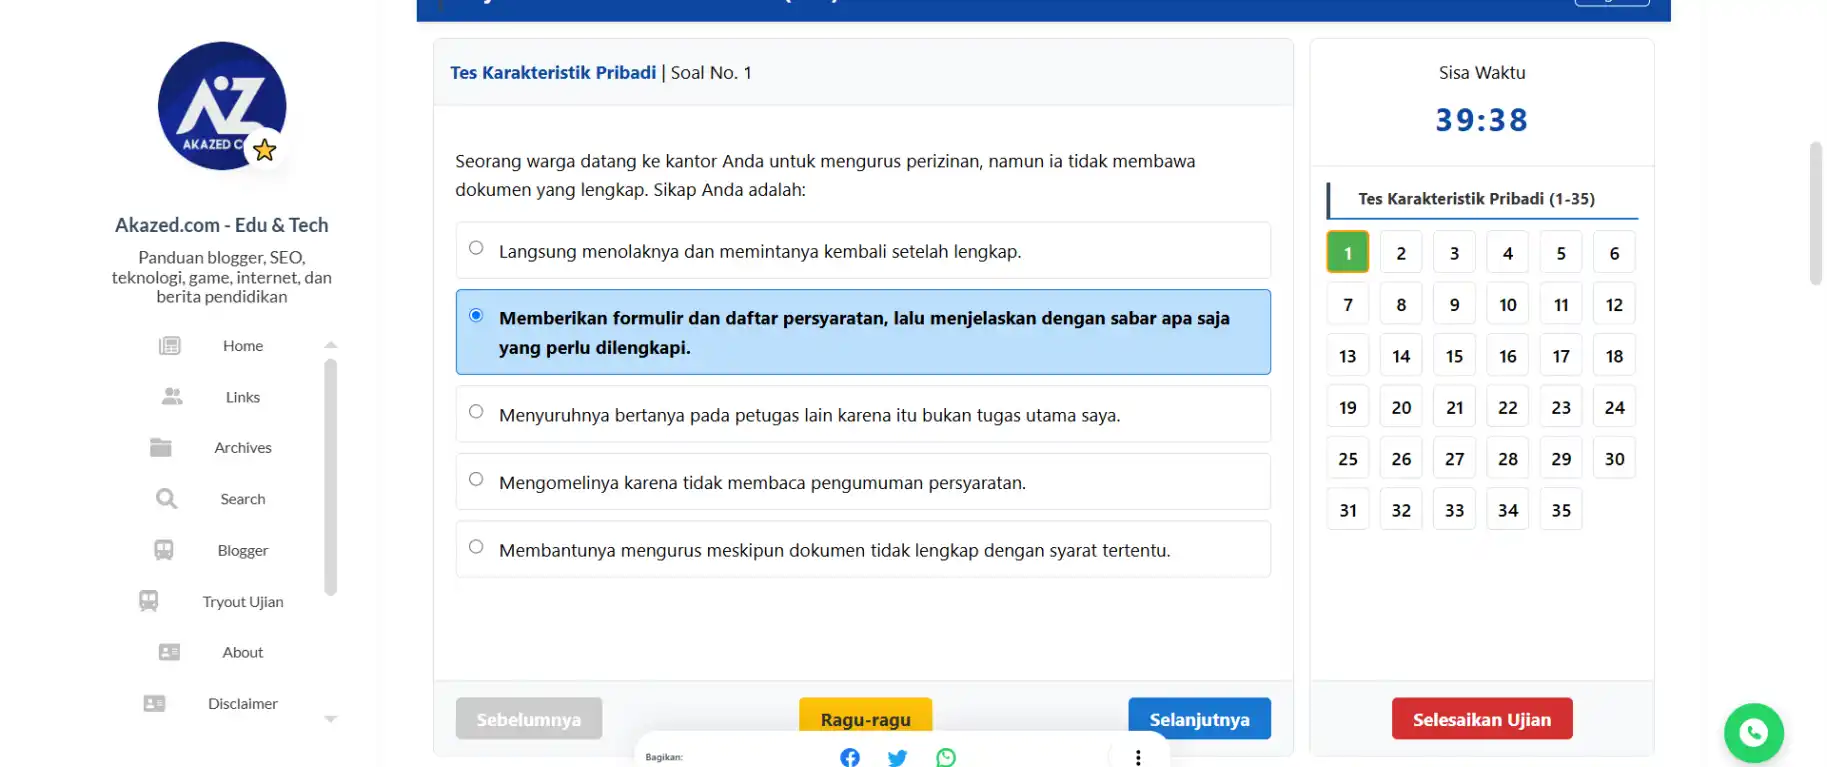 AKAZED C
Akazed.com - Edu & Tech
Panduan blogger, SEO,
teknologi, game, internet, dan
berita pendidikan
Home
Links
Archives
Search
Blogger
Tryout Ujian
About
Disclaimer
Tes Karakteristik Pribadi | Soal No. 1
Seorang warga datang ke kantor Anda untuk mengurus perizinan, namun ia tidak membawa
dokumen yang lengkap. Sikap Anda adalah:
Langsung menolaknya dan memintanya kembali setelah lengkap.
Memberikan formulir dan daftar persyaratan, lalu menjelaskan dengan sabar apa saja
yang perlu dilengkapi.
Menyuruhnya bertanya pada petugas lain karena itu bukan tugas utama saya.
Mengomelinya karena tidak membaca pengumuman persyaratan.
Membantunya mengurus meskipun dokumen tidak lengkap dengan syarat tertentu.
Sebelumnya
Ragu-ragu
Selanjutnya
Bagikan:
Sisa Waktu
39:38
Tes Karakteristik Pribadi (1-35)
1 2 3 4 5 6
7 8 9 10 11 12
13 14 15 16 17 18
19 20 21 22 23 24
25 26 27 28 29 30
31 32 33 34 35
Selesaikan Ujian